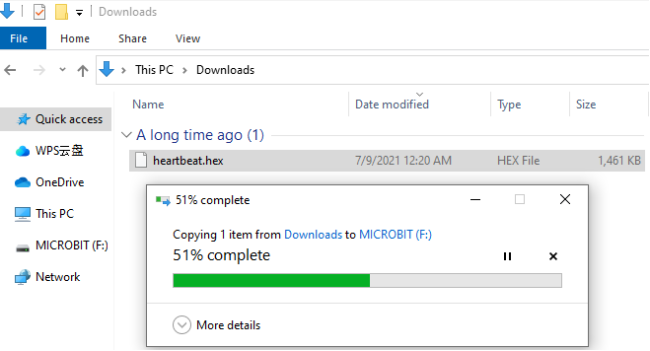 Downloads
File Home Share View
This PC Downloads
Name Date modified Type Size
Quick access
A long time ago (1)
WPS云盘
heartbeat.hex 7/9/2021 12:20 AM HEX File 1,461 KB
OneDrive
This PC
MICROBIT (F:)
Network
51% complete
Copying 1 item from Downloads to MICROBIT (F:)
51% complete
More details